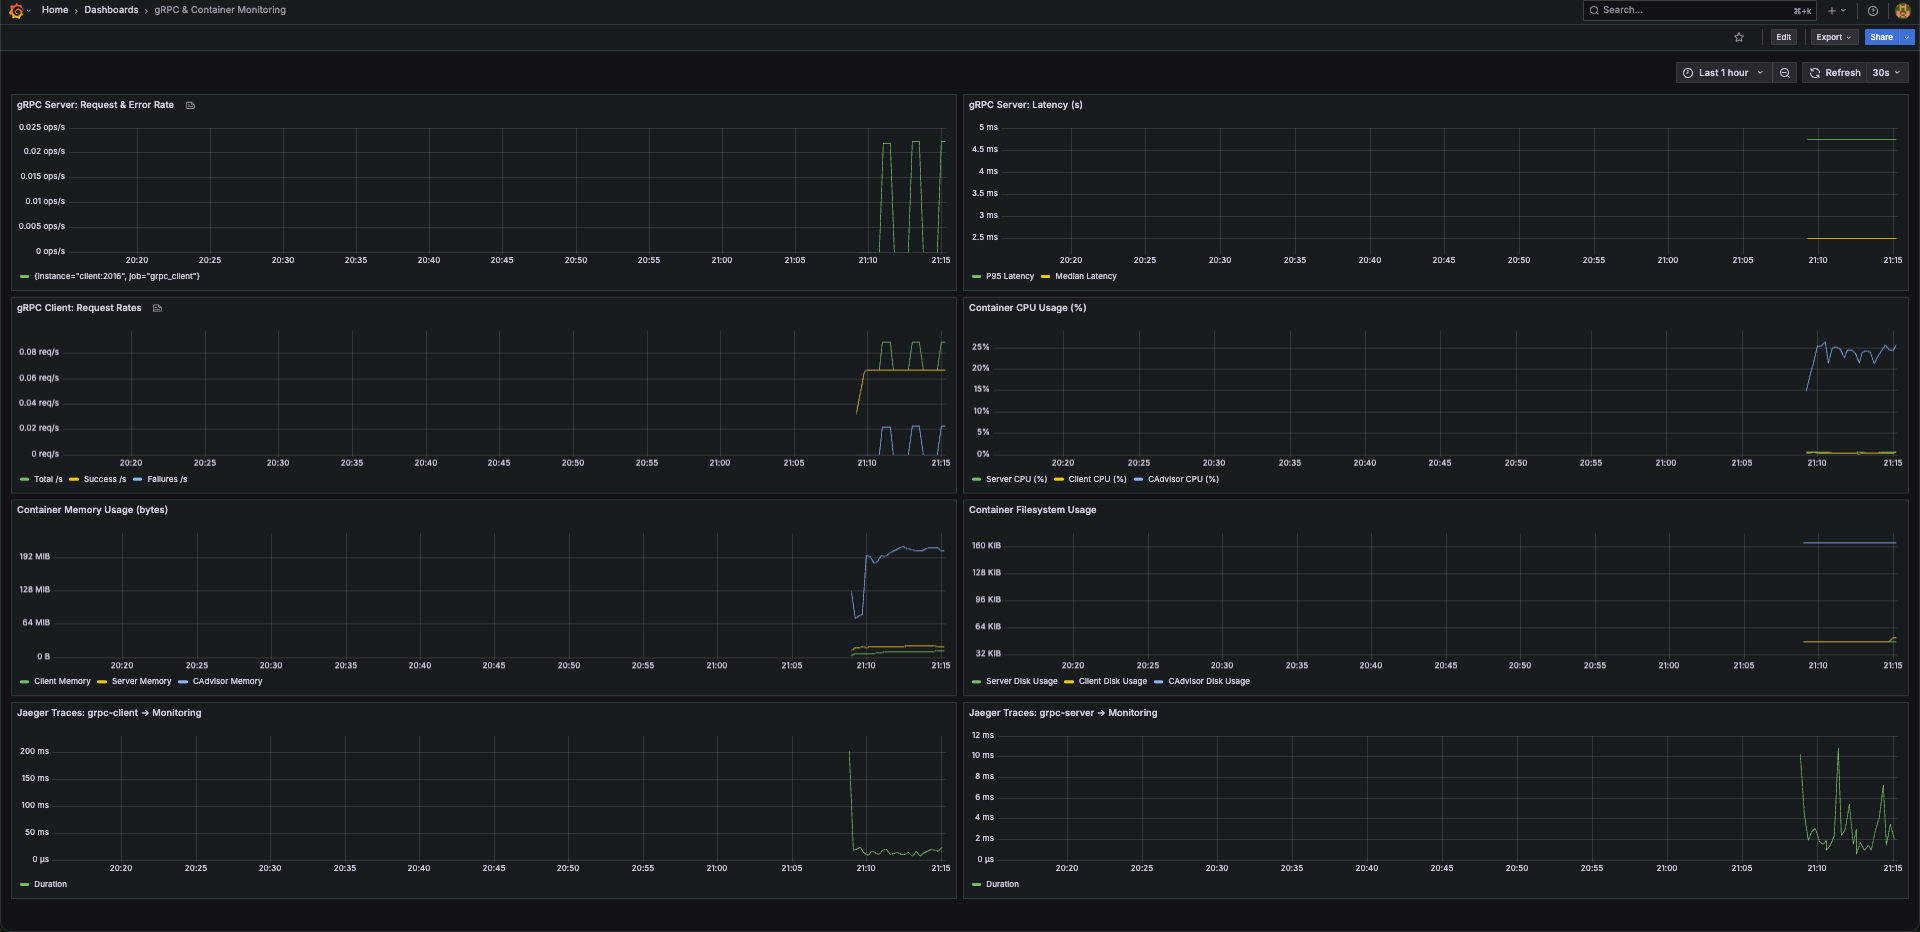 Home › Dashboards › gRPC & Container Monitoring
Search... ⌘+k
Edit Export Share
Last 1 hour Refresh 30s
gRPC Server: Request & Error Rate
0.025 ops/s
0.02 ops/s
0.015 ops/s
0.01 ops/s
0.005 ops/s
0 ops/s
20:20 20:25 20:30 20:35 20:40 20:45 20:50 20:55 21:00 21:05 21:10 21:15
{instance="client:2016", job="grpc_client"}
gRPC Server: Latency (s)
5 ms
4.5 ms
4 ms
3.5 ms
3 ms
2.5 ms
20:20 20:25 20:30 20:35 20:40 20:45 20:50 20:55 21:00 21:05 21:10 21:15
P95 Latency Median Latency
gRPC Client: Request Rates
0.08 req/s
0.06 req/s
0.04 req/s
0.02 req/s
0 req/s
20:20 20:25 20:30 20:35 20:40 20:45 20:50 20:55 21:00 21:05 21:10 21:15
Total /s Success /s Failures /s
Container CPU Usage (%)
25%
20%
15%
10%
5%
0%
20:20 20:25 20:30 20:35 20:40 20:45 20:50 20:55 21:00 21:05 21:10 21:15
Server CPU (%) Client CPU (%) CAdvisor CPU (%)
Container Memory Usage (bytes)
192 MiB
128 MiB
64 MiB
0 B
20:20 20:25 20:30 20:35 20:40 20:45 20:50 20:55 21:00 21:05 21:10 21:15
Client Memory Server Memory CAdvisor Memory
Container Filesystem Usage
160 KiB
128 KiB
96 KiB
64 KiB
32 KiB
20:20 20:25 20:30 20:35 20:40 20:45 20:50 20:55 21:00 21:05 21:10 21:15
Server Disk Usage Client Disk Usage CAdvisor Disk Usage
Jaeger Traces: grpc-client → Monitoring
200 ms
150 ms
100 ms
50 ms
0 µs
20:20 20:25 20:30 20:35 20:40 20:45 20:50 20:55 21:00 21:05 21:10 21:15
Duration
Jaeger Traces: grpc-server → Monitoring
12 ms
10 ms
8 ms
6 ms
4 ms
2 ms
0 µs
20:20 20:25 20:30 20:35 20:40 20:45 20:50 20:55 21:00 21:05 21:10 21:15
Duration